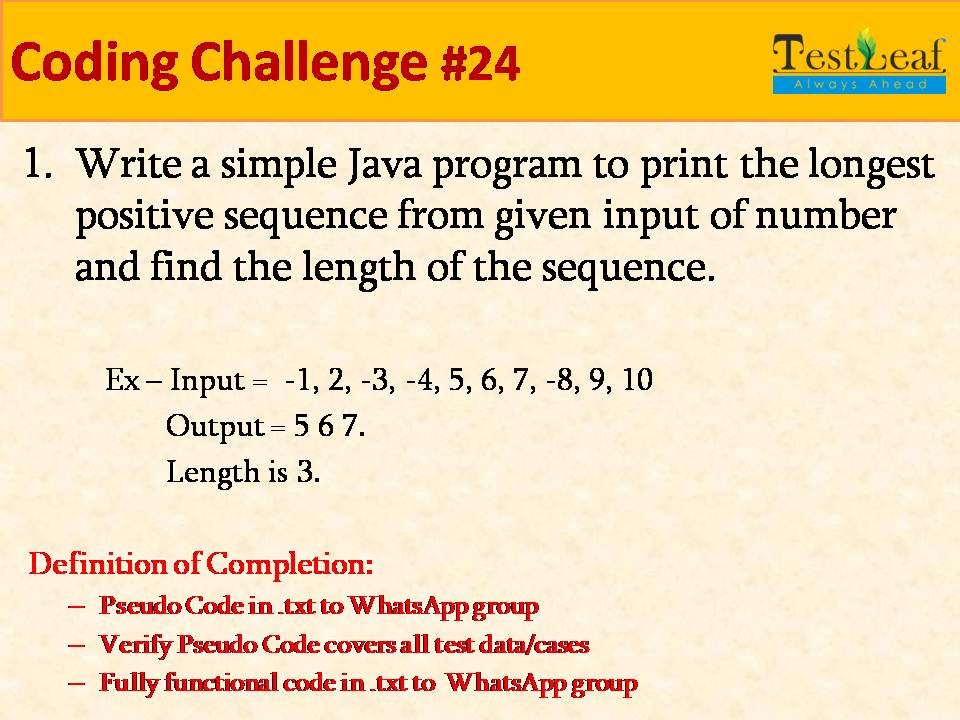 Coding Challenge #24
TestLeaf
Always Ahead
1. Write a simple Java program to print the longest
positive sequence from given input of number
and find the length of the sequence.
Ex – Input = -1, 2, -3, -4, 5, 6, 7, -8, 9, 10
Output = 5 6 7.
Length is 3.
Definition of Completion:
– Pseudo Code in .txt to WhatsApp group
– Verify Pseudo Code covers all test data/cases
– Fully functional code in .txt to WhatsApp group